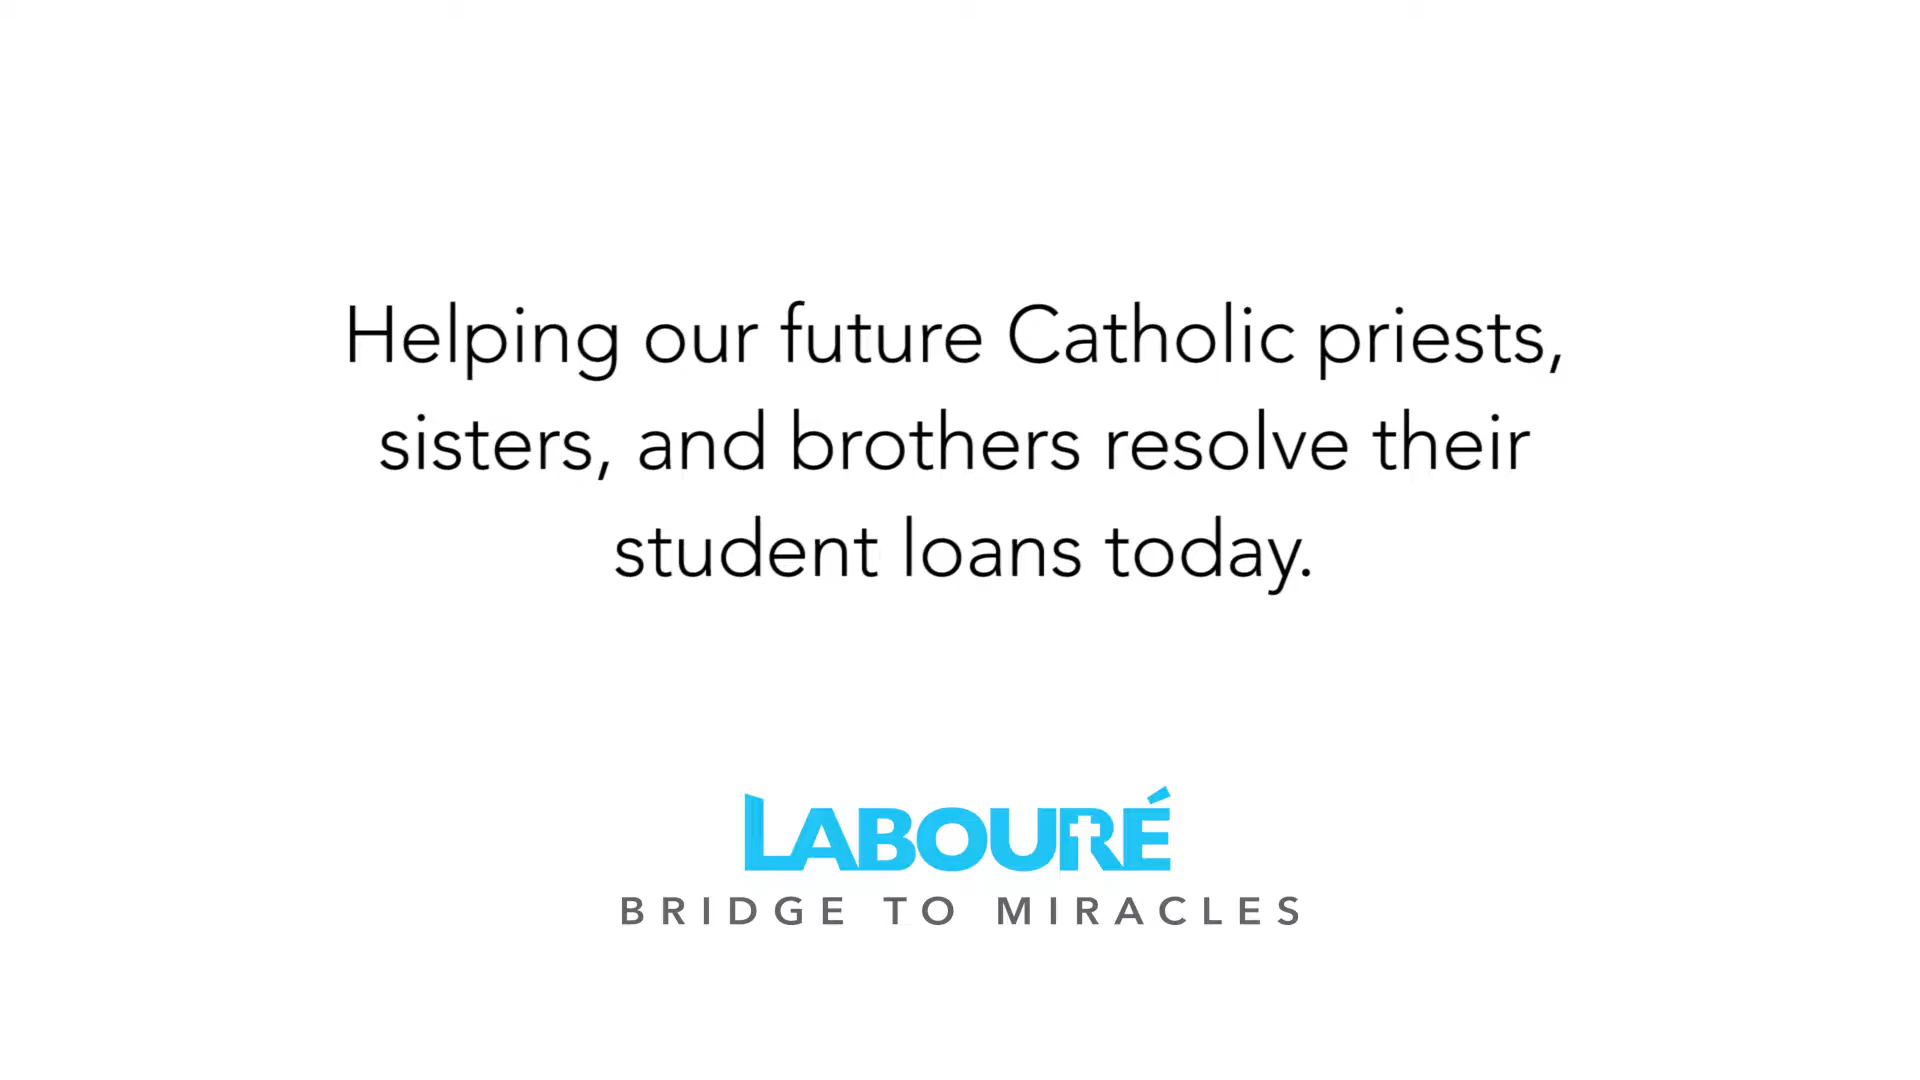 Helping our future Catholic priests,
sisters, and brothers resolve their
student loans today.
LABOURÉ
BRIDGE TO MIRACLES